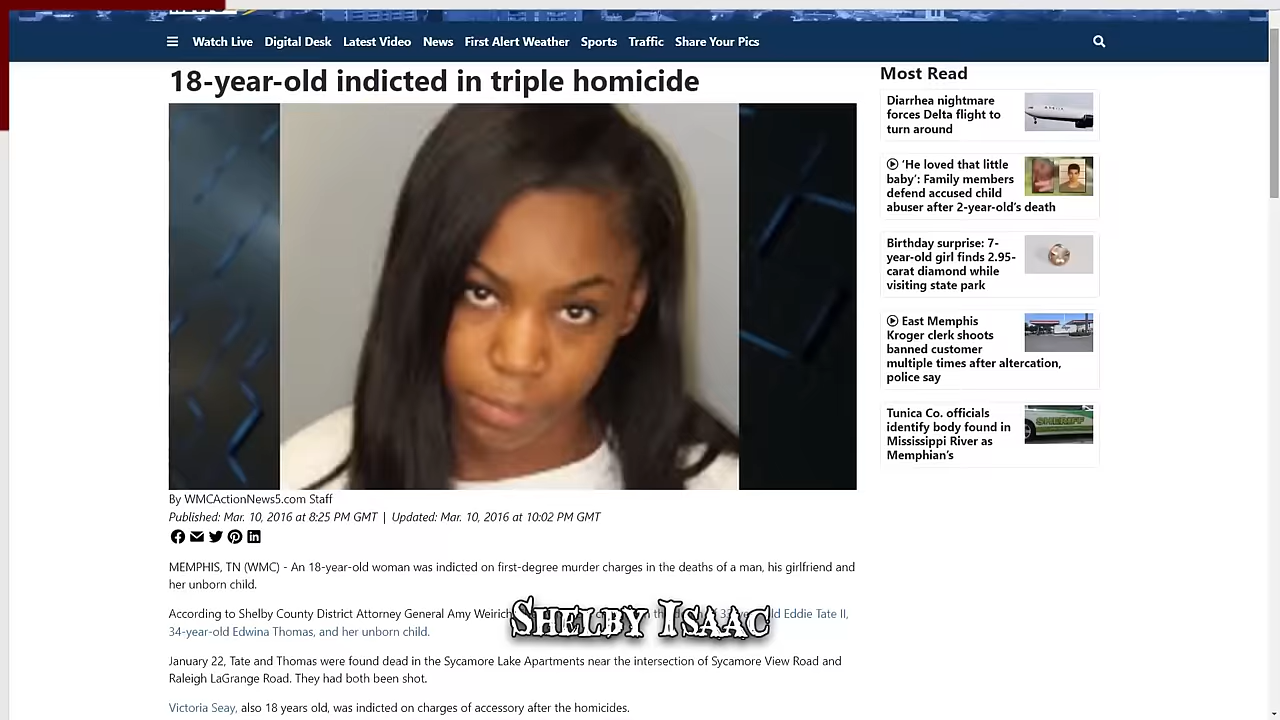 Watch Live Digital Desk Latest Video News First Alert Weather Sports Traffic Share Your Pics
18-year-old indicted in triple homicide
By WMCActionNews5.com Staff
Published: Mar. 10, 2016 at 8:25 PM GMT | Updated: Mar. 10, 2016 at 10:02 PM GMT
MEMPHIS, TN (WMC) - An 18-year-old woman was indicted on first-degree murder charges in the deaths of a man, his girlfriend and
her unborn child.
According to Shelby County District Attorney General Amy Weirich Eddie Tate II,
34-year-old Edwina Thomas, and her unborn child.
Shelby Isaac
January 22, Tate and Thomas were found dead in the Sycamore Lake Apartments near the intersection of Sycamore View Road and
Raleigh LaGrange Road. They had both been shot.
Victoria Seay, also 18 years old, was indicted on charges of accessory after the homicides.
Most Read
Diarrhea nightmare
forces Delta flight to
turn around
DELTA
‘He loved that little
baby’: Family members
defend accused child
abuser after 2-year-old’s death
Birthday surprise: 7-
year-old girl finds 2.95-
carat diamond while
visiting state park
East Memphis
Kroger clerk shoots
banned customer
multiple times after altercation,
police say
Tunica Co. officials
identify body found in
Mississippi River as
Memphian’s
SHERIFF